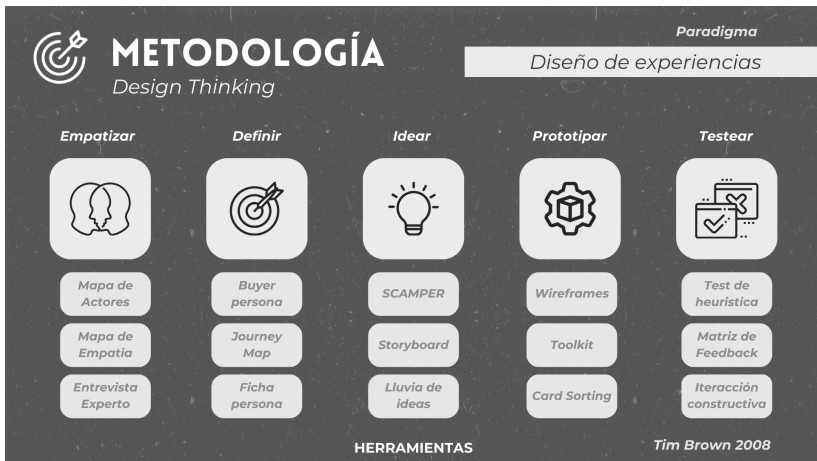 METODOLOGÍA
Design Thinking
Paradigma
Diseño de experiencias
Empatizar
Definir
Idear
Prototipar
Testear
Mapa de
Actores
Buyer
persona
SCAMPER
Wireframes
Test de
heuristica
Mapa de
Empatia
Journey
Map
Storyboard
Toolkit
Matriz de
Feedback
Entrevista
Experto
Ficha
persona
Lluvia de
ideas
Card Sorting
Iteracción
constructiva
HERRAMIENTAS
Tim Brown 2008